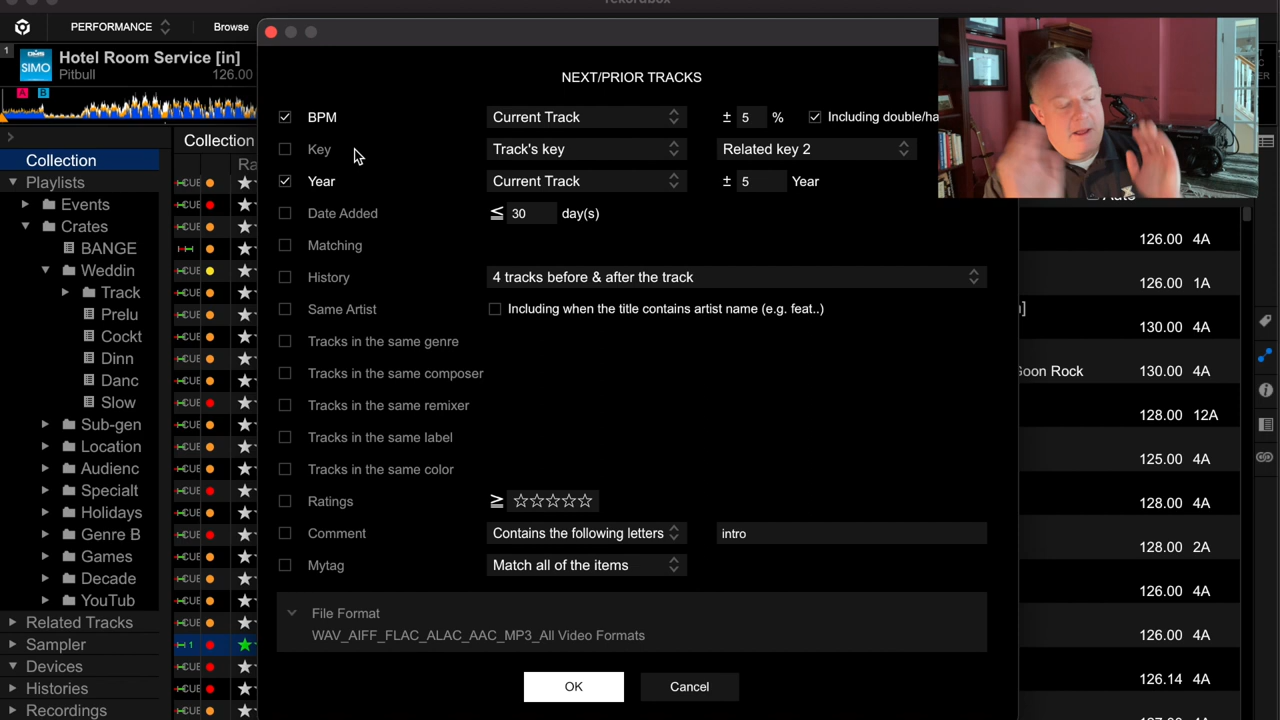 rekordbox
PERFORMANCE
Browse
1
Hotel Room Service [in]
Pitbull
126.00
SIMO
A
B
NEXT/PRIOR TRACKS
BPM
Current Track
± 5 %
Including double/ha
Key
Track's key
Related key 2
Year
Current Track
± 5 Year
Date Added
≦ 30 day(s)
Matching
History
4 tracks before & after the track
Same Artist
Including when the title contains artist name (e.g. feat..)
Tracks in the same genre
Tracks in the same composer
Tracks in the same remixer
Tracks in the same label
Tracks in the same color
Ratings
≧ ☆☆☆☆☆
Comment
Contains the following letters
intro
Mytag
Match all of the items
File Format
WAV_AIFF_FLAC_ALAC_AAC_MP3_All Video Formats
OK
Cancel
Collection
Playlists
Events
Crates
BANGE
Weddin
Track
Prelu
Cockt
Dinn
Danc
Slow
Sub-gen
Location
Audienc
Specialt
Holidays
Genre B
Games
Decade
YouTub
Related Tracks
Sampler
Devices
Histories
Recordings
Collection
Ra
Auto
126.00 4A
126.00 1A
130.00 4A
Goon Rock 130.00 4A
128.00 12A
125.00 4A
128.00 4A
128.00 2A
126.00 4A
126.00 4A
126.14 4A